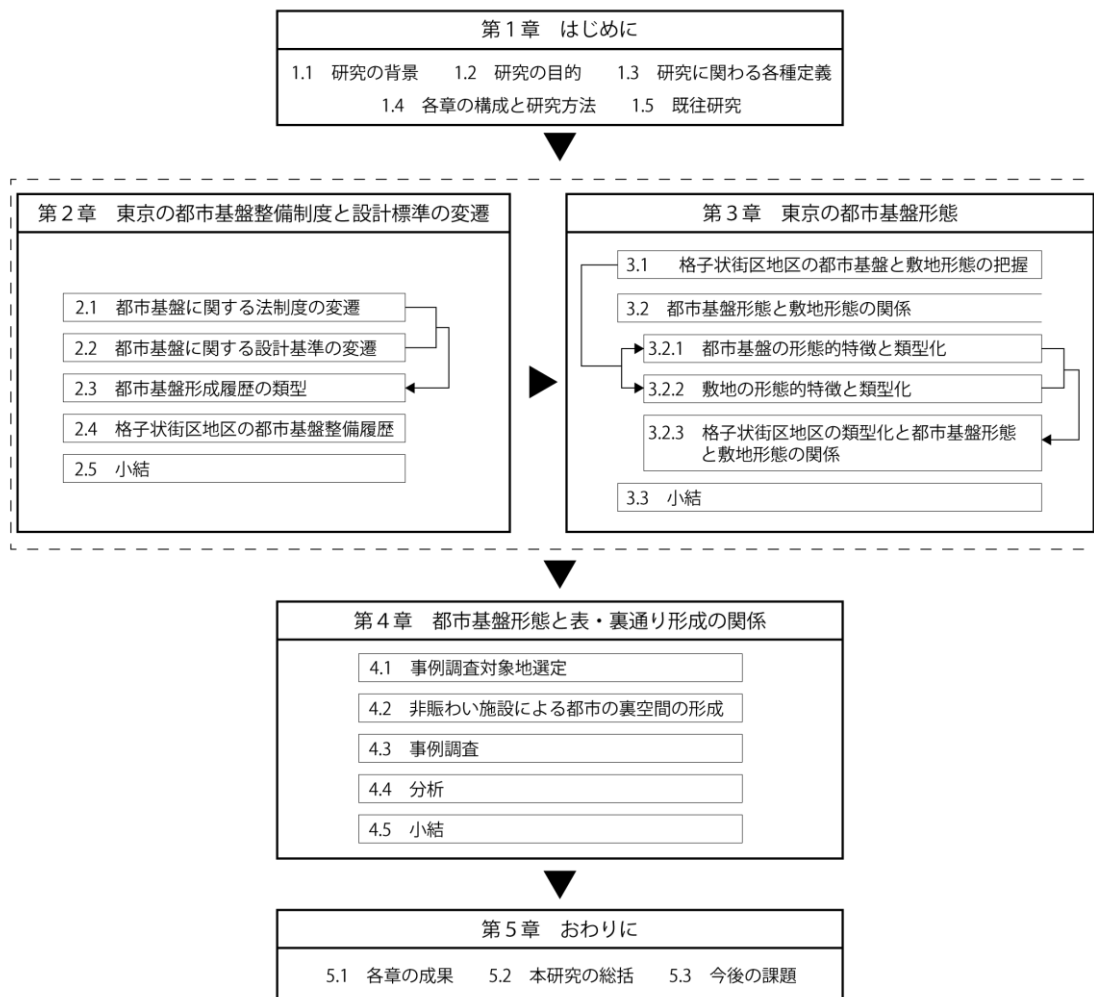 第1章 はじめに
1.1 研究の背景 1.2 研究の目的 1.3 研究に関わる各種定義
1.4 各章の構成と研究方法 1.5 既往研究
第2章 東京の都市基盤整備制度と設計標準の変遷
2.1 都市基盤に関する法制度の変遷
2.2 都市基盤に関する設計基準の変遷
2.3 都市基盤形成履歴の類型
2.4 格子状街区地区の都市基盤整備履歴
2.5 小結
第3章 東京の都市基盤形態
3.1 格子状街区地区の都市基盤と敷地形態の把握
3.2 都市基盤形態と敷地形態の関係
3.2.1 都市基盤の形態的特徴と類型化
3.2.2 敷地の形態的特徴と類型化
3.2.3 格子状街区地区の類型化と都市基盤形態
と敷地形態の関係
3.3 小結
第4章 都市基盤形態と表・裏通り形成の関係
4.1 事例調査対象地選定
4.2 非賑わい施設による都市の裏空間の形成
4.3 事例調査
4.4 分析
4.5 小結
第5章 おわりに
5.1 各章の成果 5.2 本研究の総括 5.3 今後の課題